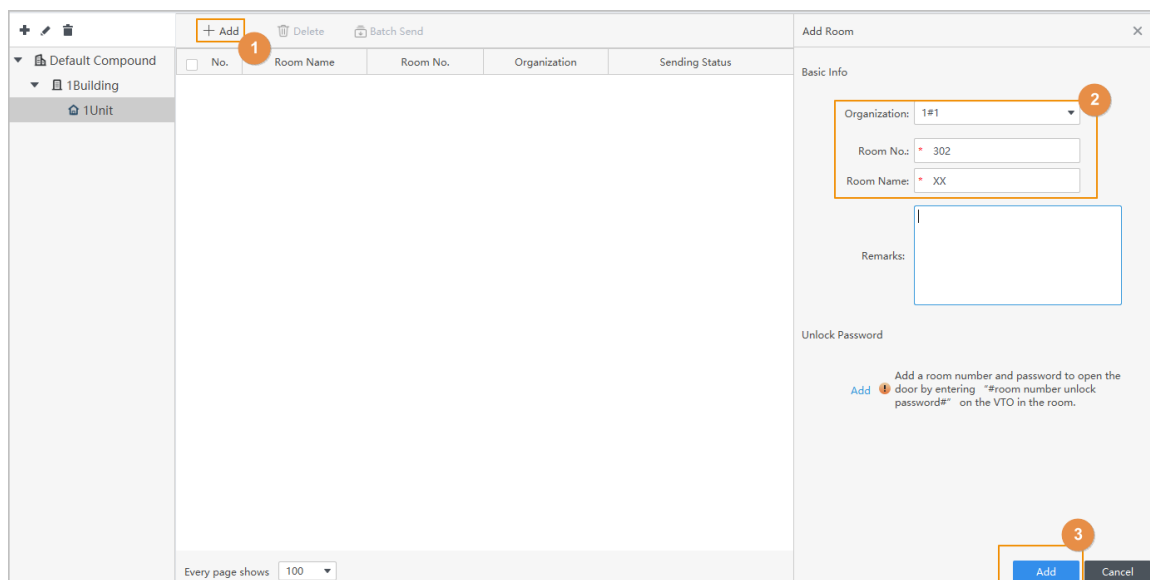 + Add
Delete
Batch Send
1
Default Compound
1Building
1Unit
No.
Room Name
Room No.
Organization
Sending Status
Every page shows
100
Add Room
Basic Info
2
Organization:
1#1
Room No.:
* 302
Room Name:
* XX
Remarks:
Unlock Password
Add
Add a room number and password to open the
door by entering "#room number unlock
password#" on the VTO in the room.
3
Add
Cancel